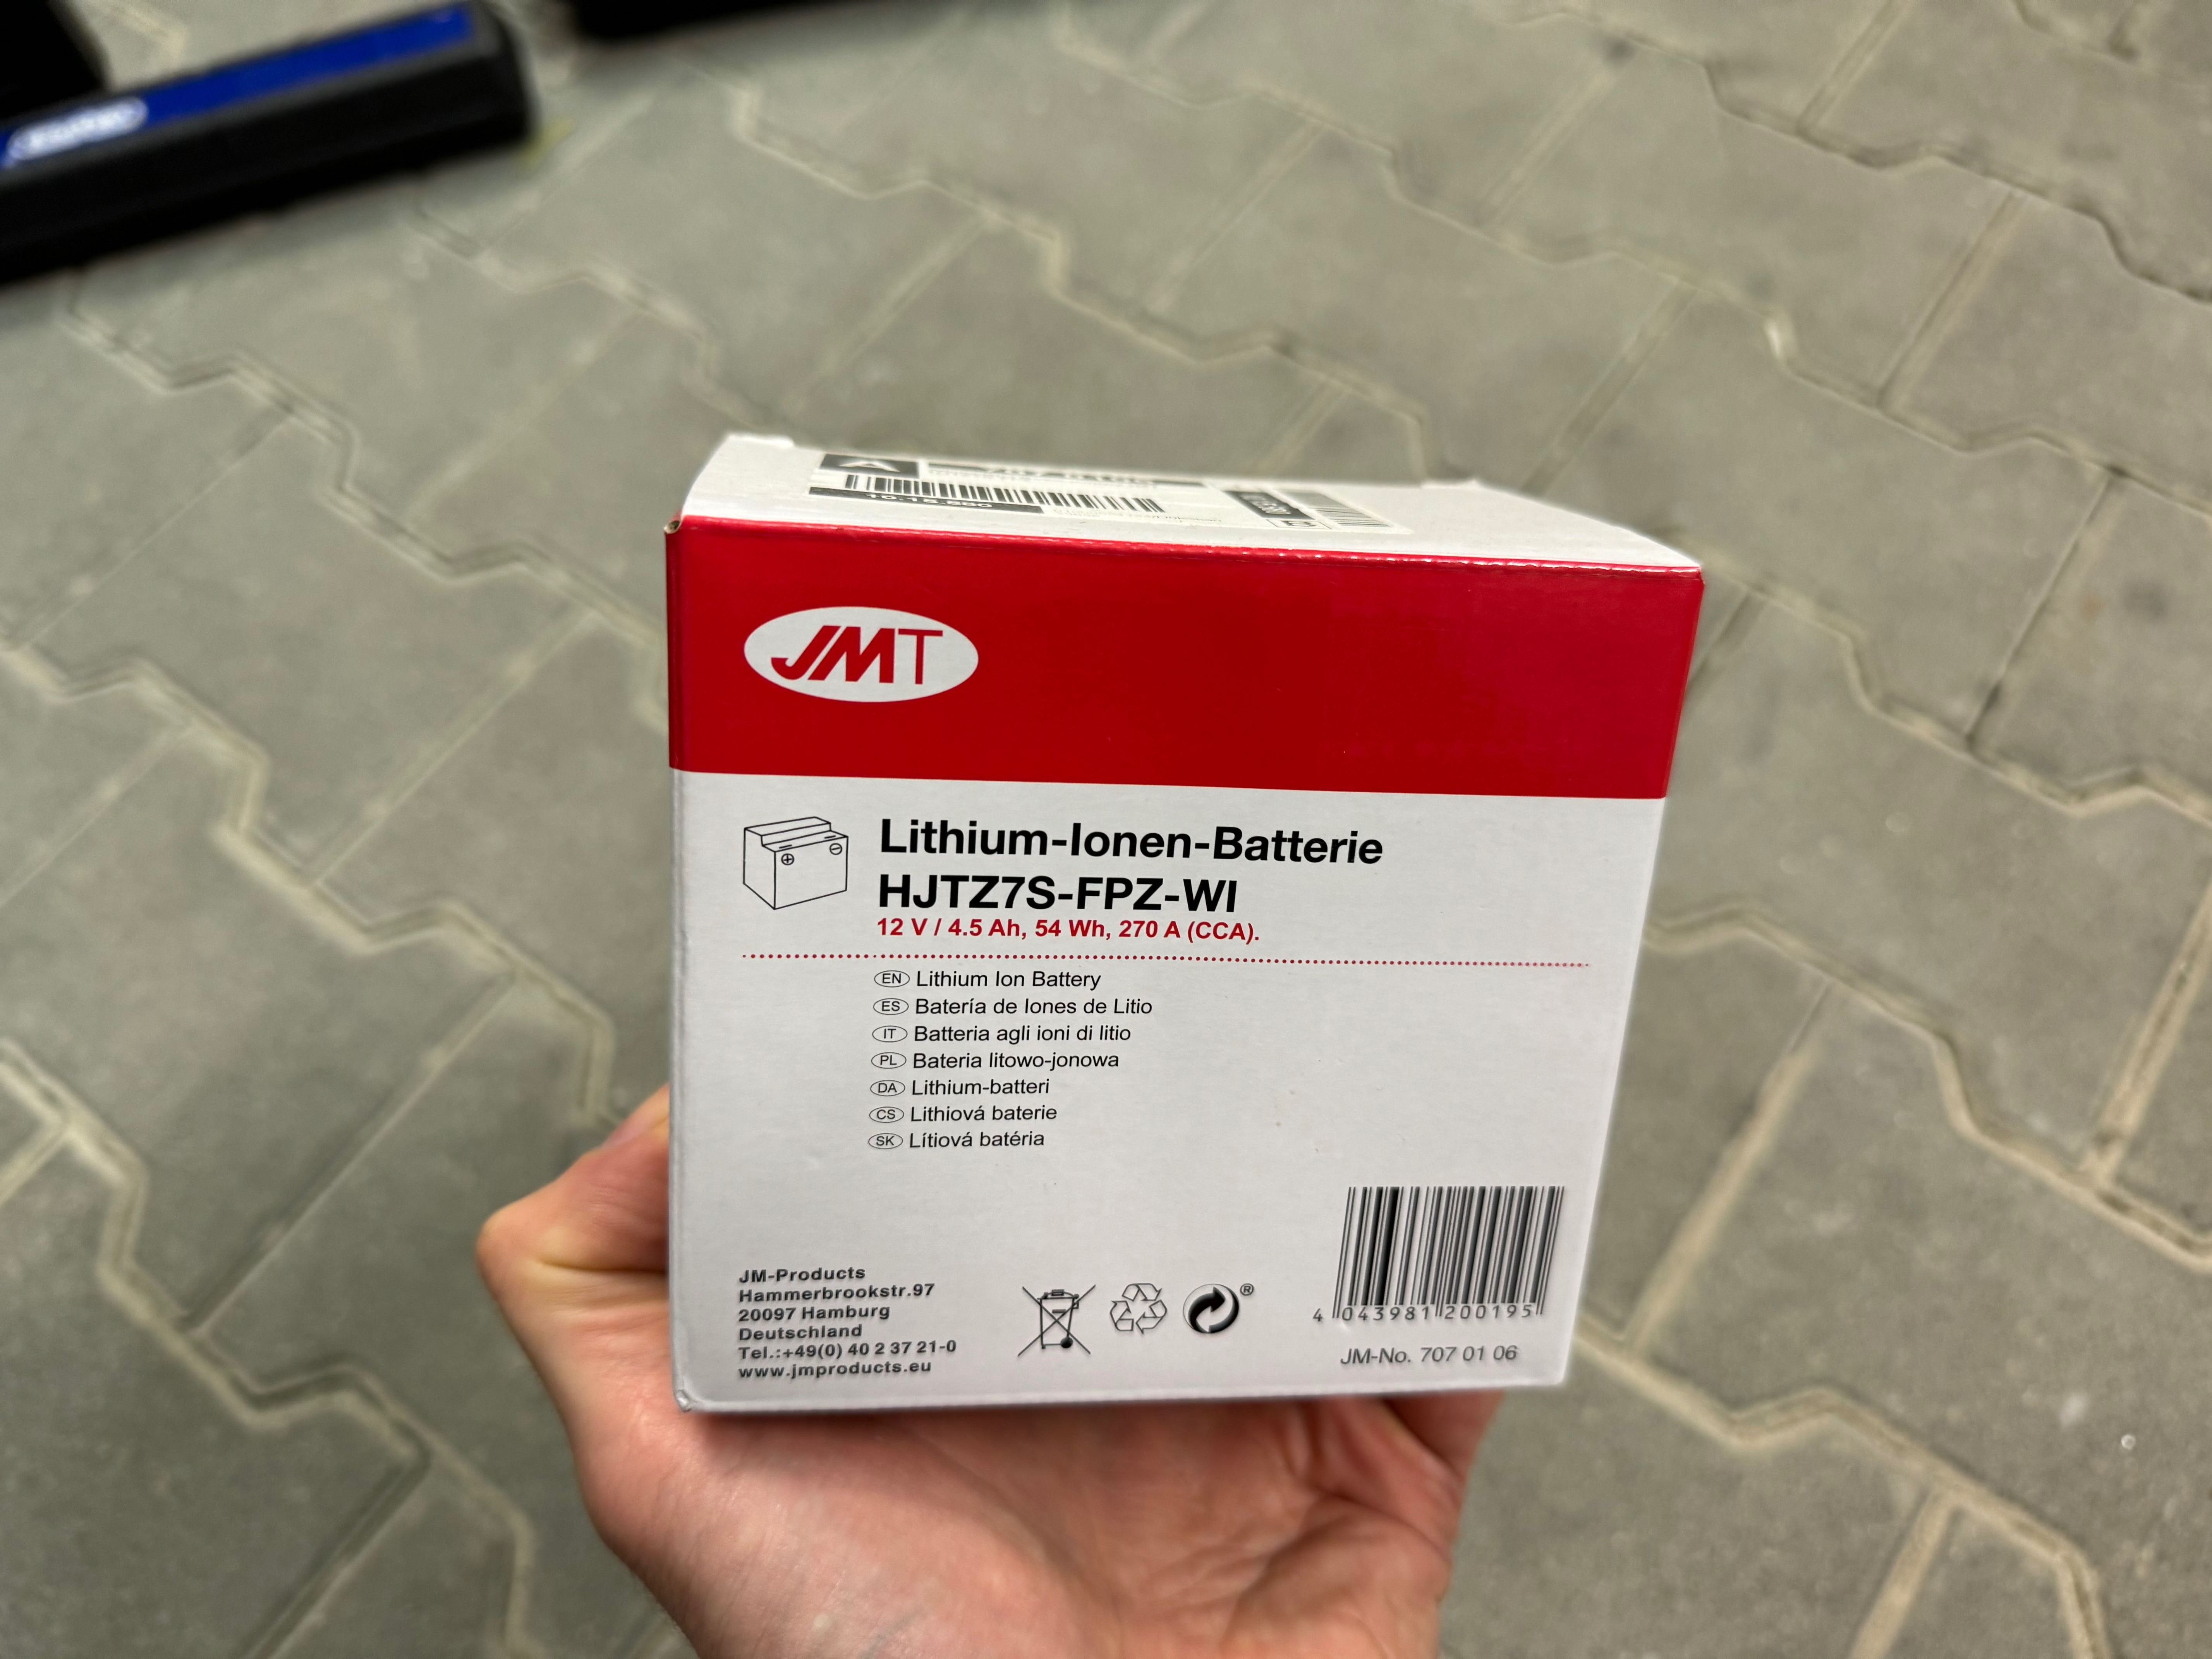 A
10.18.880
B
JMT
Lithium-Ionen-Batterie
HJTZ7S-FPZ-WI
12 V / 4.5 Ah, 54 Wh, 270 A (CCA).
EN Lithium Ion Battery
ES Batería de Iones de Litio
IT Batteria agli ioni di litio
PL Bateria litowo-jonowa
DA Lithium-batteri
CS Lithiová baterie
SK Lítiová batéria
JM-Products
Hammerbrookstr.97
20097 Hamburg
Deutschland
Tel.:+49(0) 40 2 37 21-0
www.jmproducts.eu
®
4 043981 200195
JM-No. 707 01 06